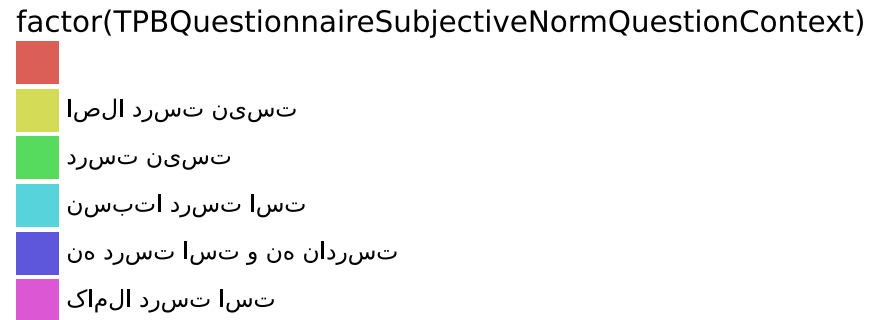 factor(TPBQuestionnaireSubjectiveNormQuestionContext)
اصلا درست نیست
درست نیست
نسبتا درست است
نه درست است و نه نادرست
کاملا درست است